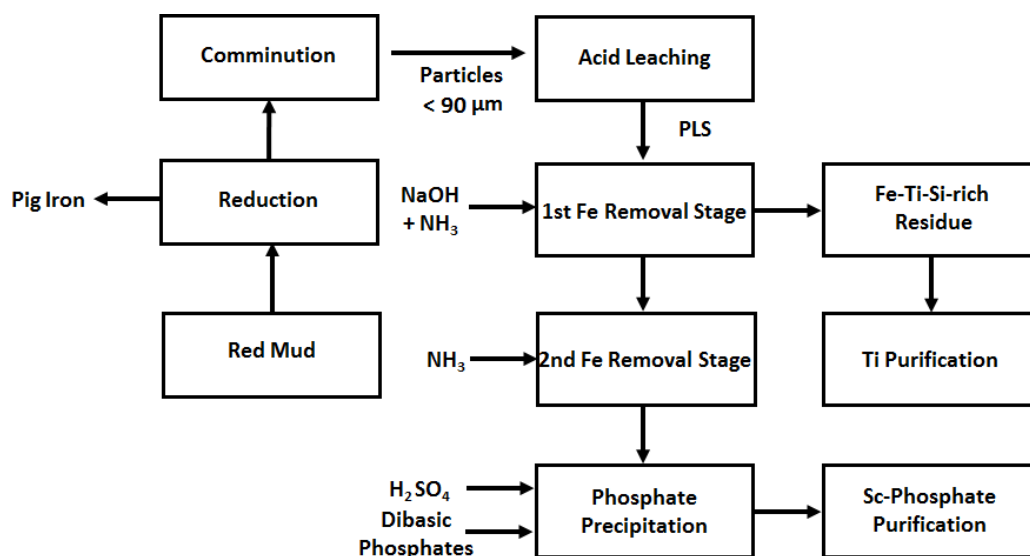 Comminution
Particles
< 90 μm
Acid Leaching
PLS
Pig Iron
Reduction
NaOH
+ NH₃
1st Fe Removal Stage
Fe-Ti-Si-rich
Residue
Red Mud
NH₃
2nd Fe Removal Stage
Ti Purification
H₂SO₄
Dibasic
Phosphates
Phosphate
Precipitation
Sc-Phosphate
Purification